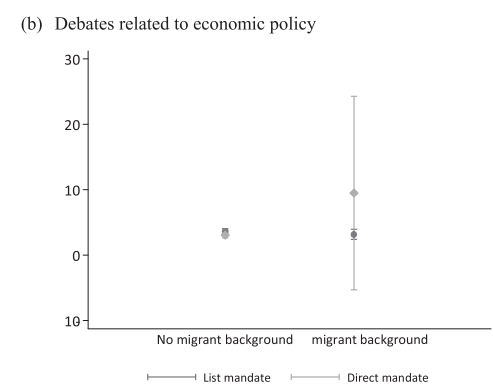 (b) Debates related to economic policy
30
20
10
0
10
No migrant background migrant background
List mandate Direct mandate